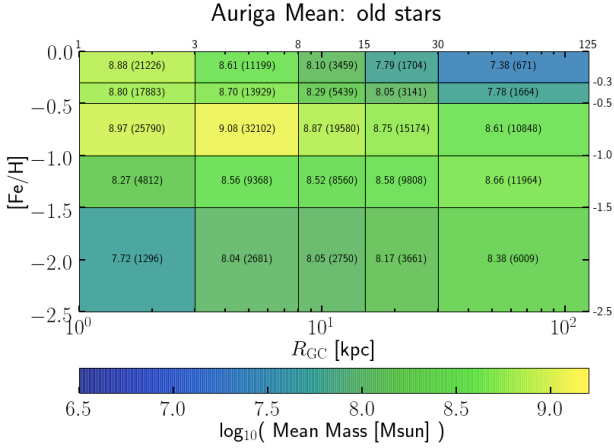 Auriga Mean: old stars
1 3 8 15 30 125
0.0 8.88 (21226) 8.61 (11199) 8.10 (3459) 7.79 (1704) 7.38 (671)
-0.3
8.80 (17883) 8.70 (13929) 8.29 (5439) 8.05 (3141) 7.78 (1664)
−0.5 -0.5
8.97 (25790) 9.08 (32102) 8.87 (19580) 8.75 (15174) 8.61 (10848)
−1.0 -1.0
[Fe/H]
8.27 (4812) 8.56 (9368) 8.52 (8560) 8.58 (9808) 8.66 (11964)
−1.5 -1.5
7.72 (1296) 8.04 (2681) 8.05 (2750) 8.17 (3661) 8.38 (6009)
−2.0
−2.5 -2.5
10⁰ 10¹ 10²
R_GC [kpc]
6.5 7.0 7.5 8.0 8.5 9.0
log₁₀( Mean Mass [Msun] )